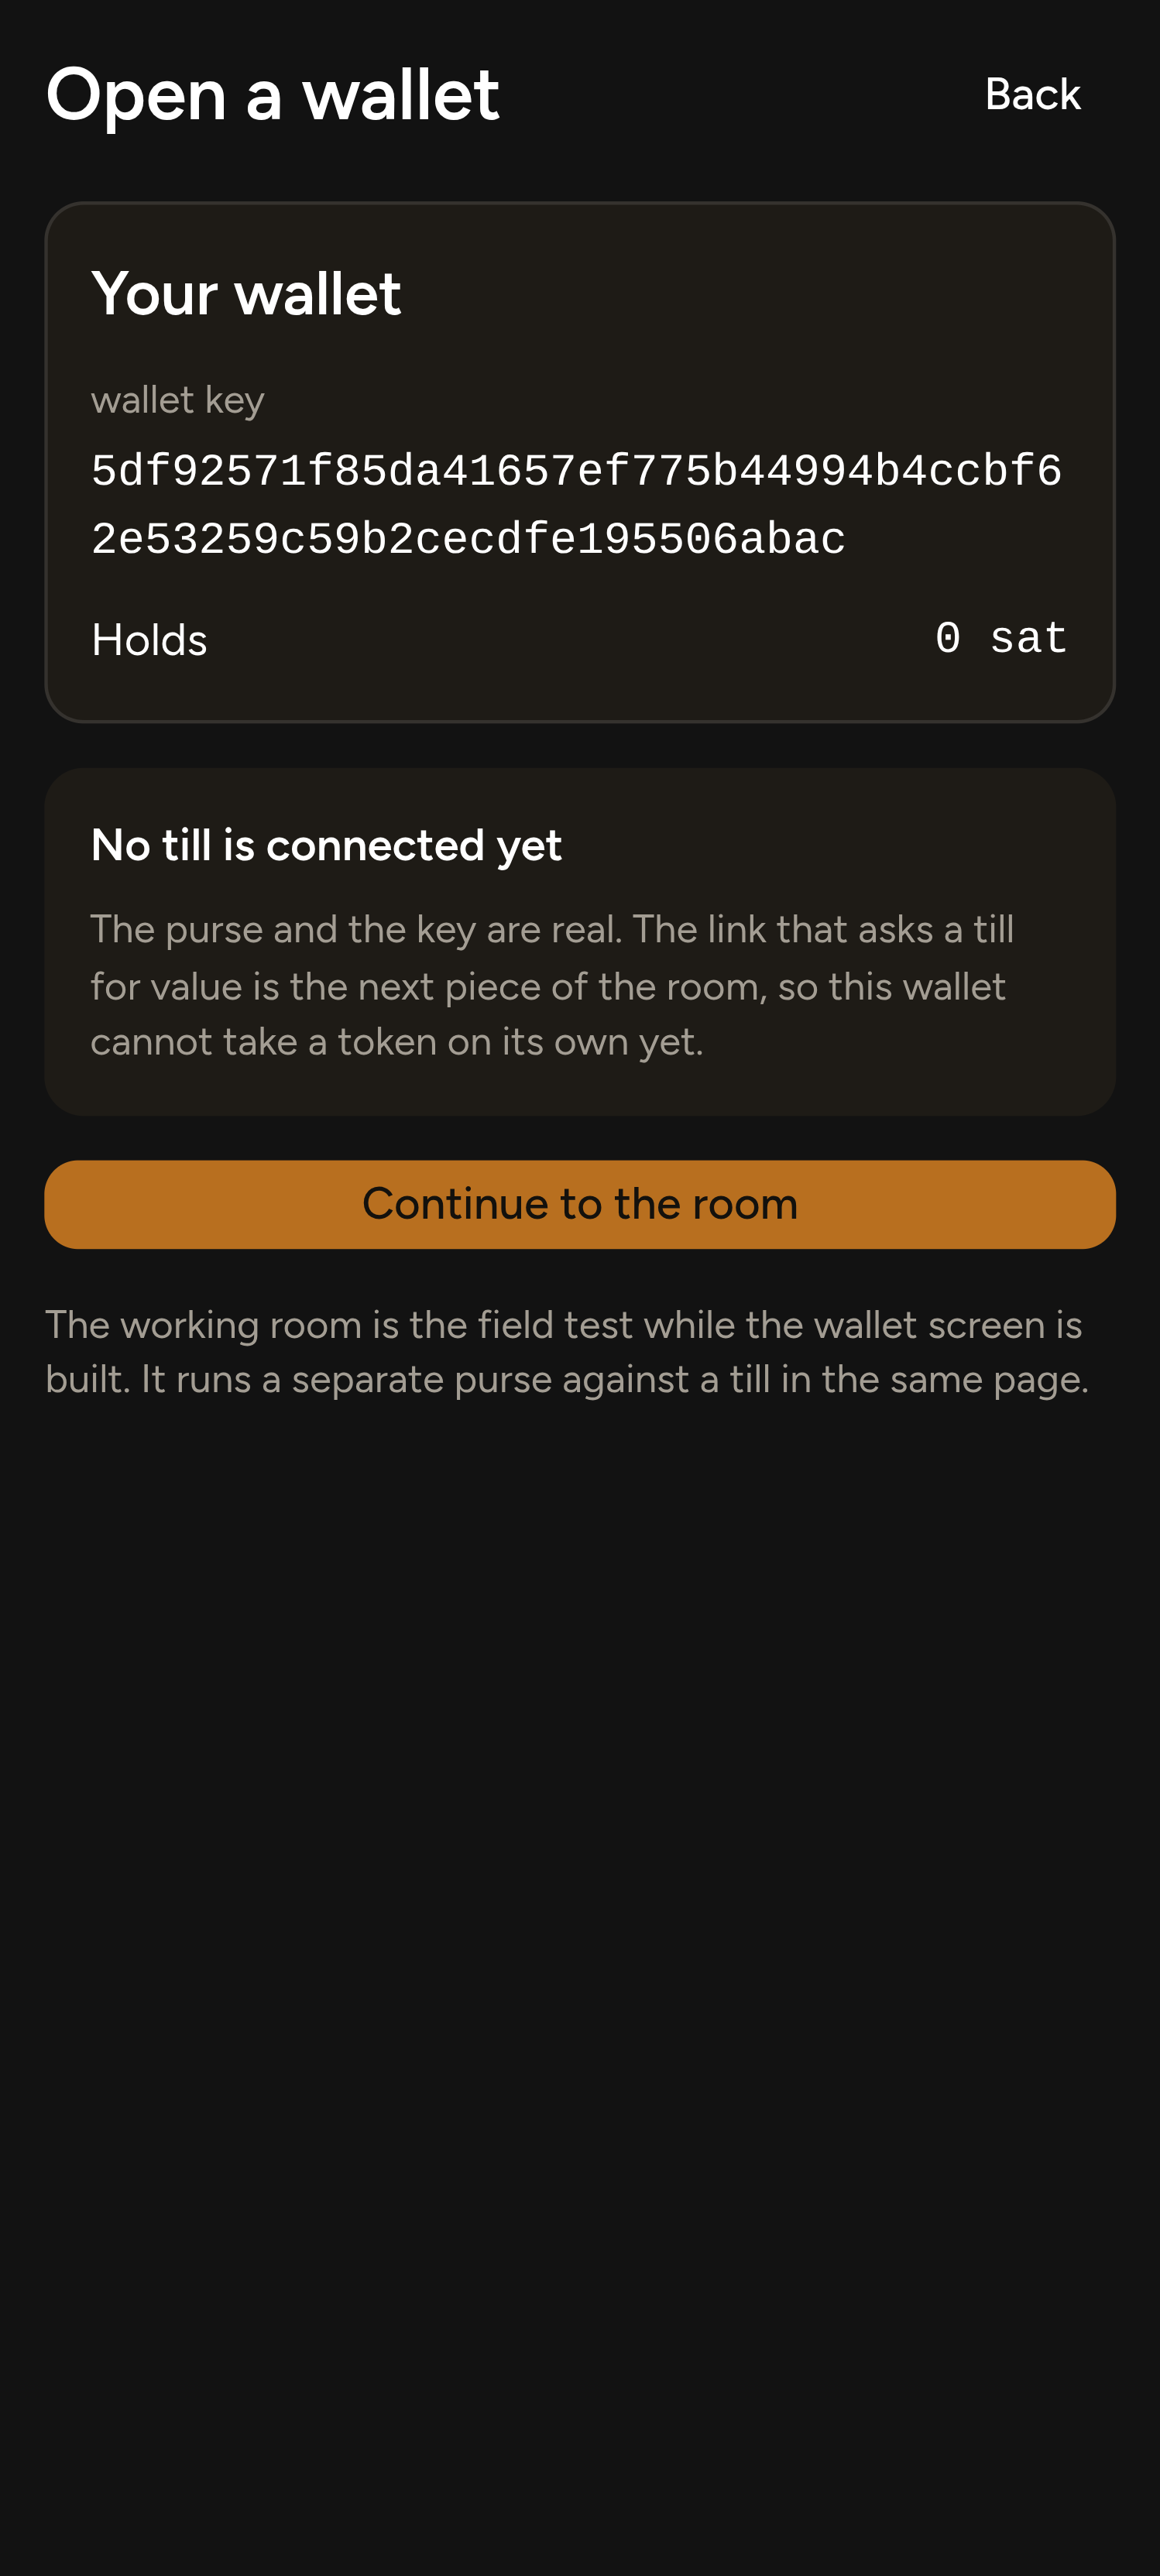 Open a wallet
Back
Your wallet
wallet key
5df92571f85da41657ef775b44994b4ccbf6
2e53259c59b2cecdfe195506abac
Holds
0 sat
No till is connected yet
The purse and the key are real. The link that asks a till
for value is the next piece of the room, so this wallet
cannot take a token on its own yet.
Continue to the room
The working room is the field test while the wallet screen is
built. It runs a separate purse against a till in the same page.